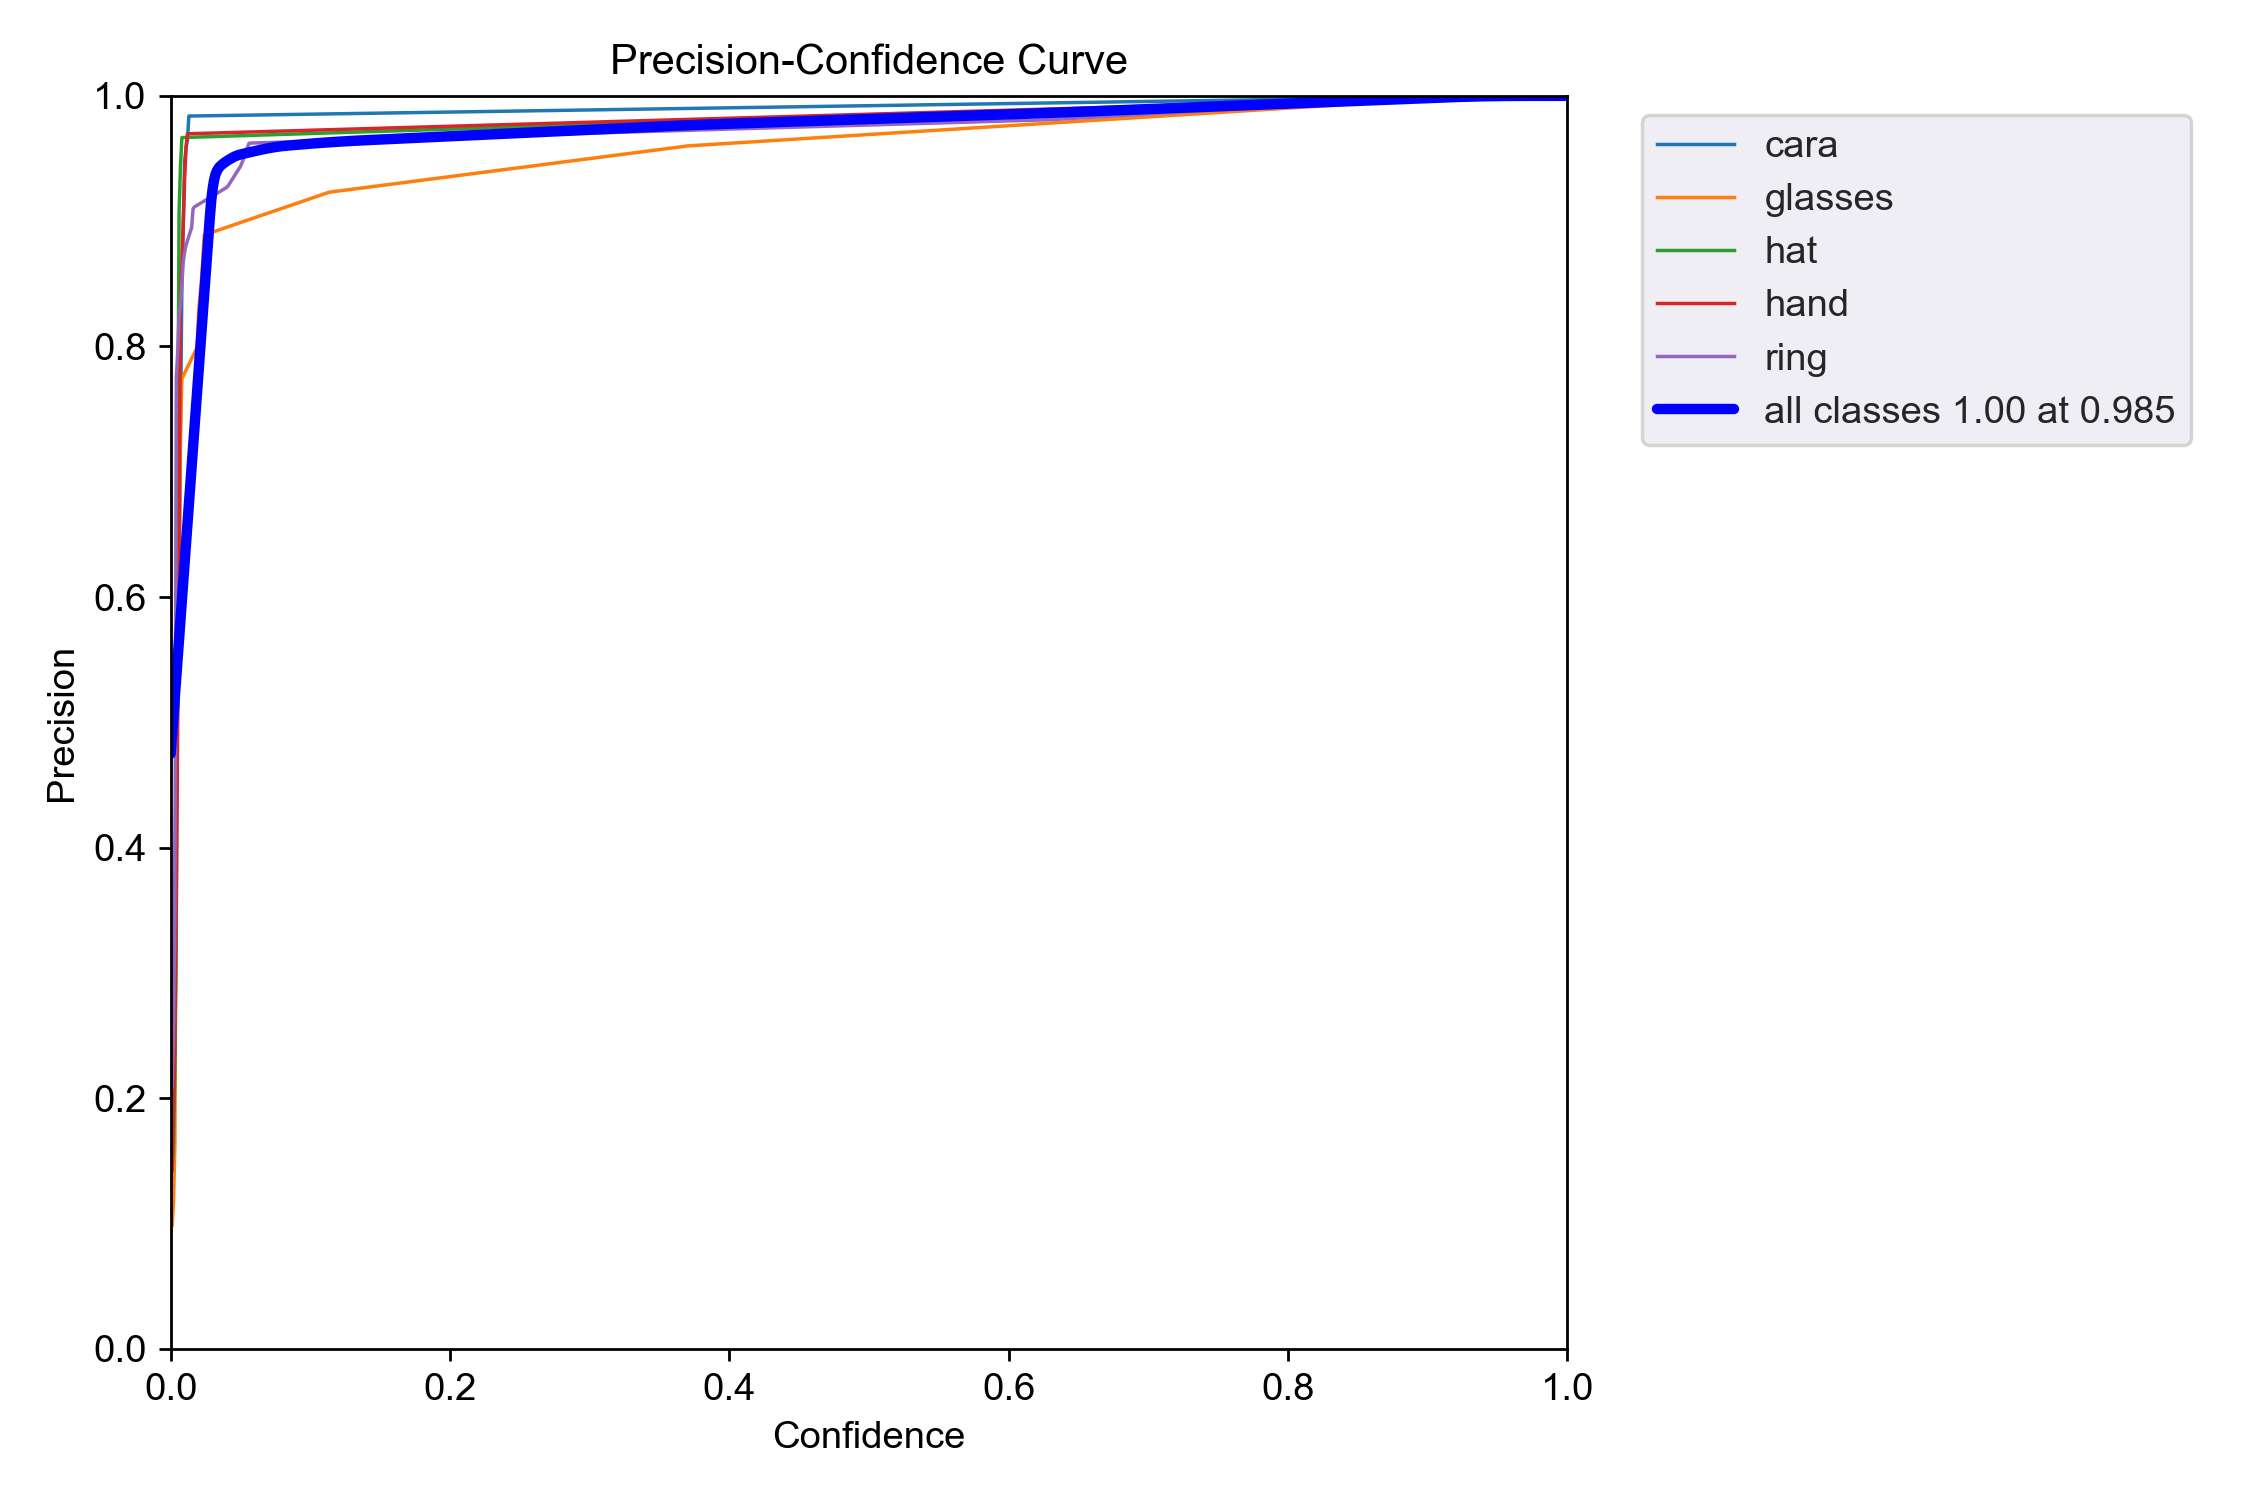 Precision-Confidence Curve
1.0
0.8
0.6
0.4
0.2
0.0
Precision
0.0 0.2 0.4 0.6 0.8 1.0
Confidence
cara
glasses
hat
hand
ring
all classes 1.00 at 0.985